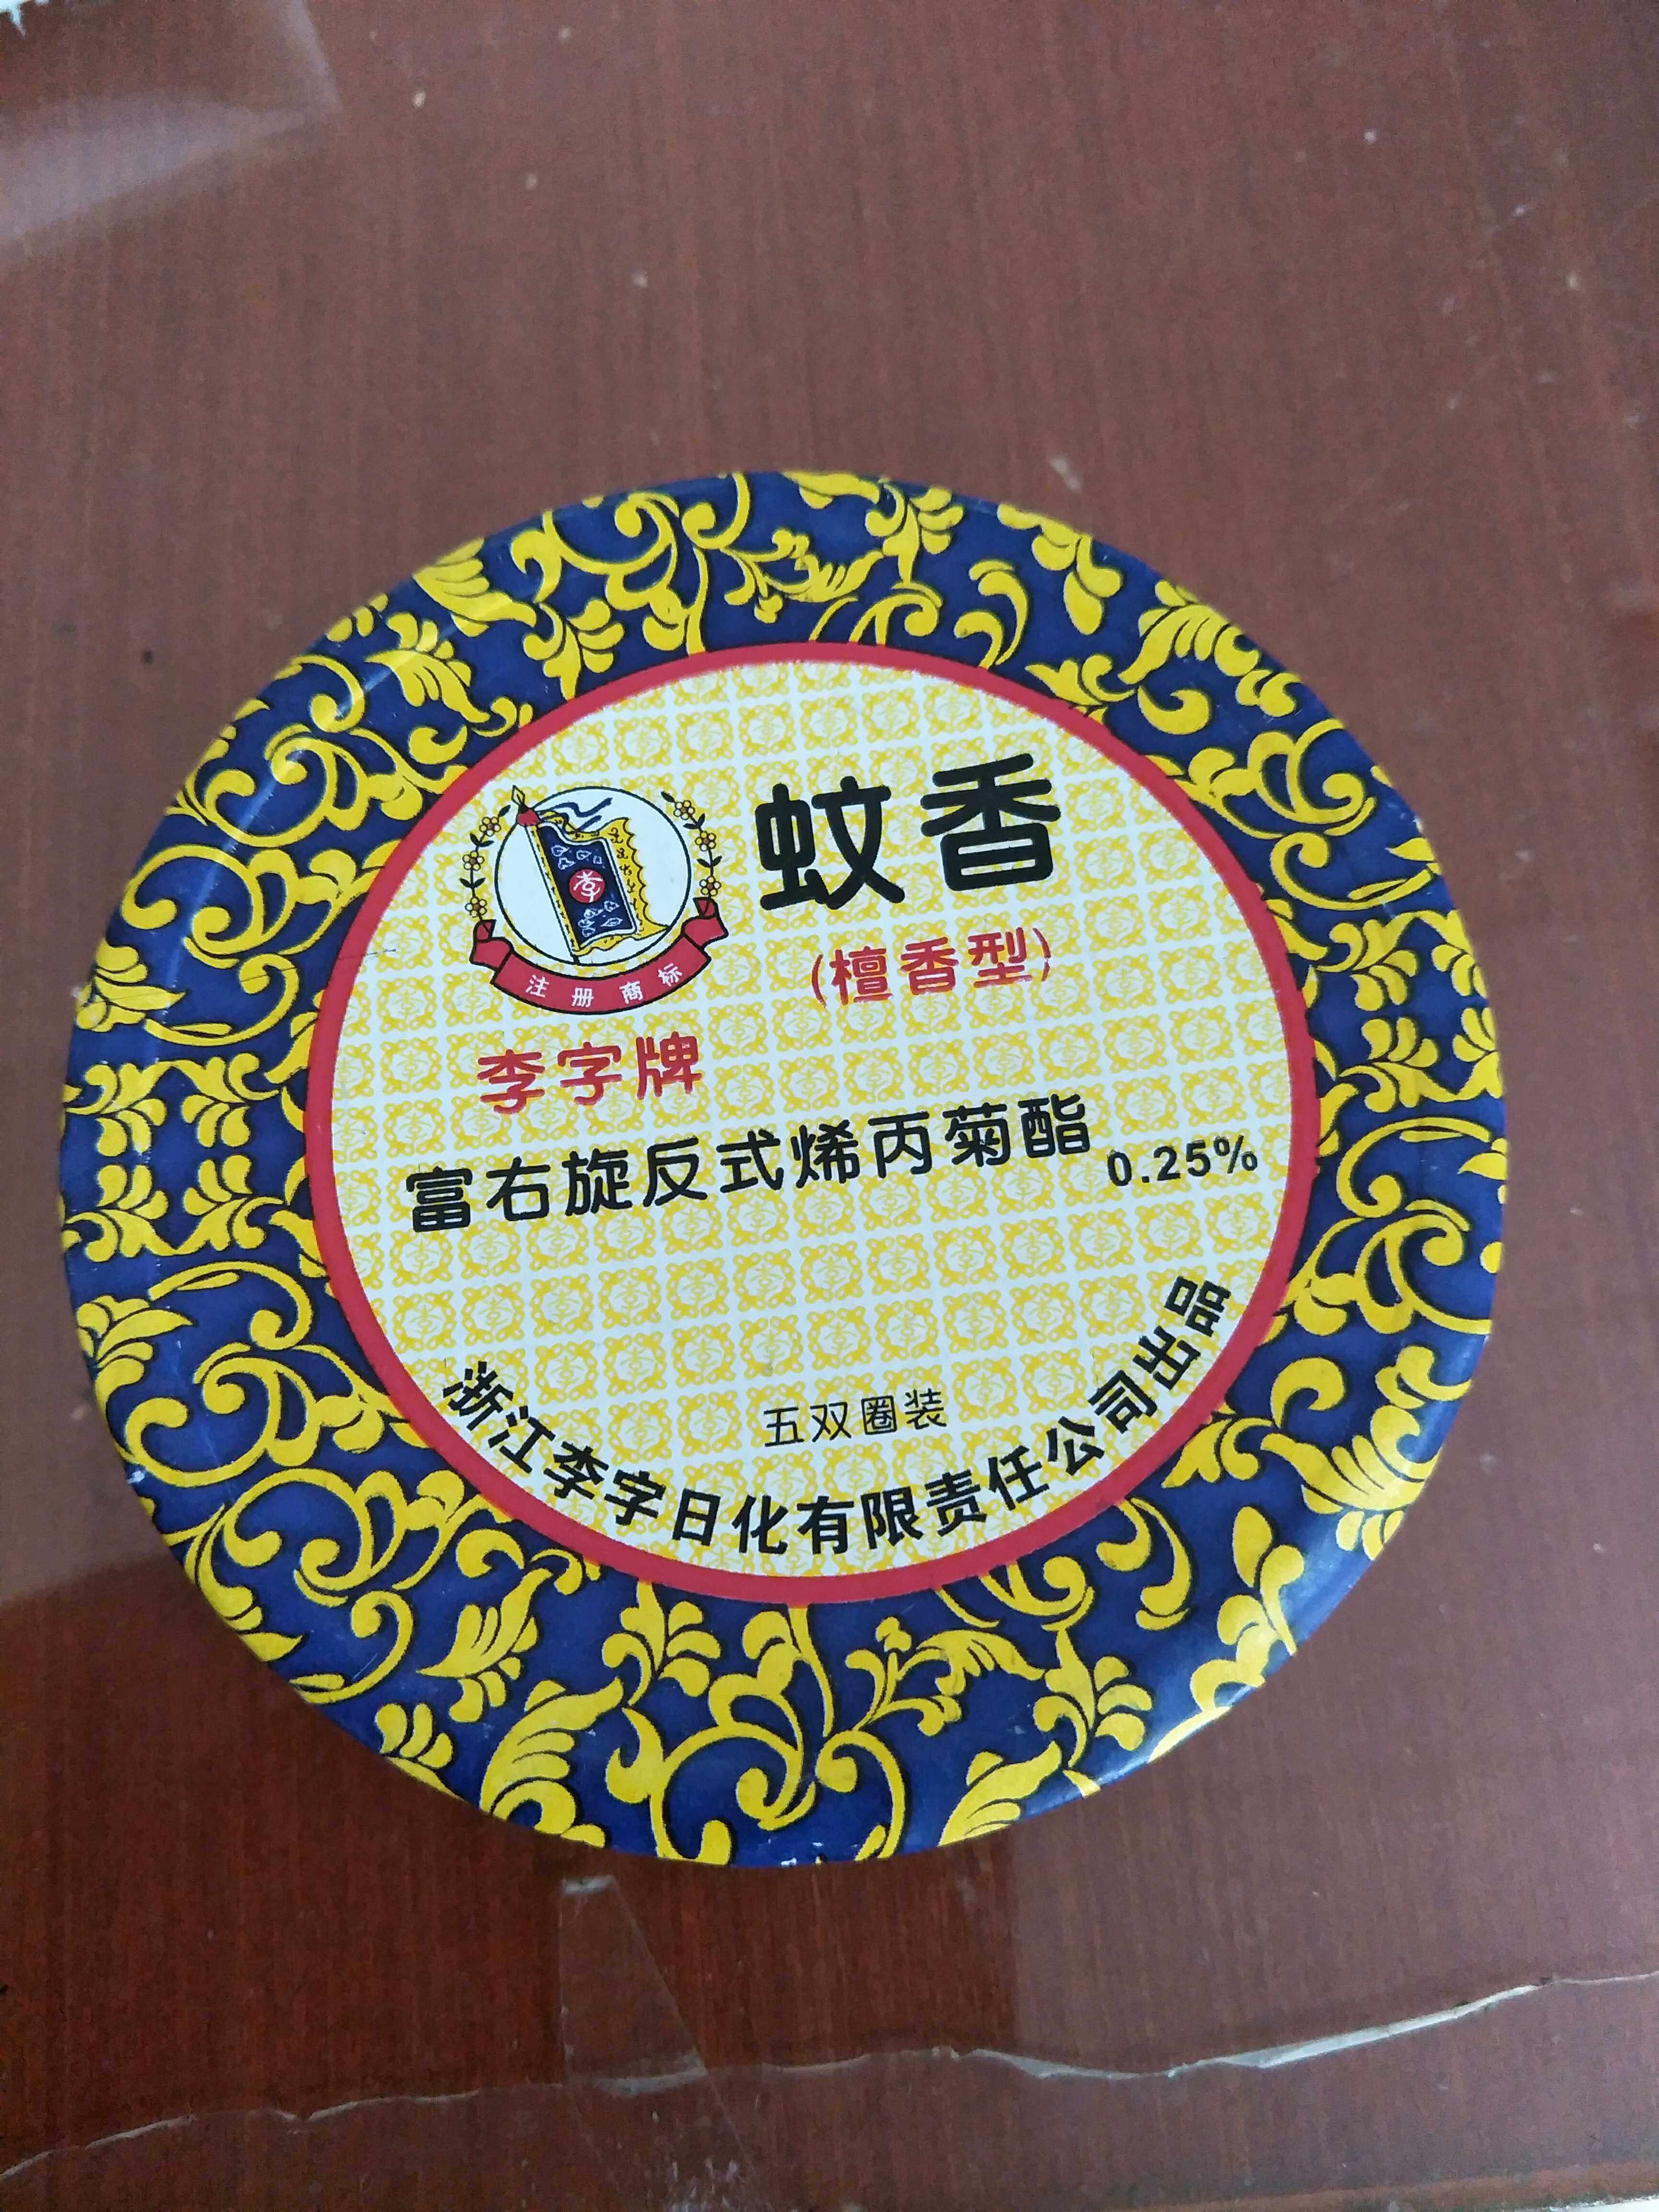 蚊香
(檀香型)
李
注册商标
李字牌
富右旋反式烯丙菊酯 0.25%
五双圈装
浙江李字日化有限责任公司出品